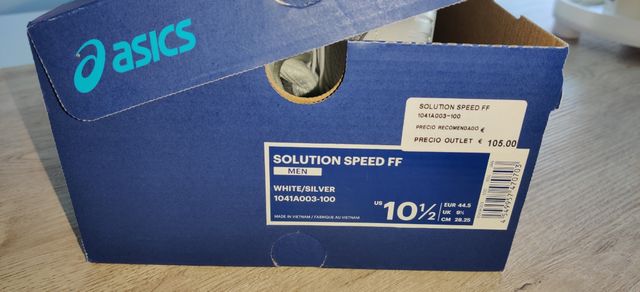 asics
SOLUTION SPEED FF
1041A003-100
PRECIO RECOMENDADO €
PRECIO OUTLET € 105.00
SOLUTION SPEED FF
MEN
WHITE/SILVER
1041A003-100
MADE IN VIETNAM / FABRIQUE AU VIETNAM
US 10½
EUR 44.5
UK 9½
CM 28.25
4549957470703